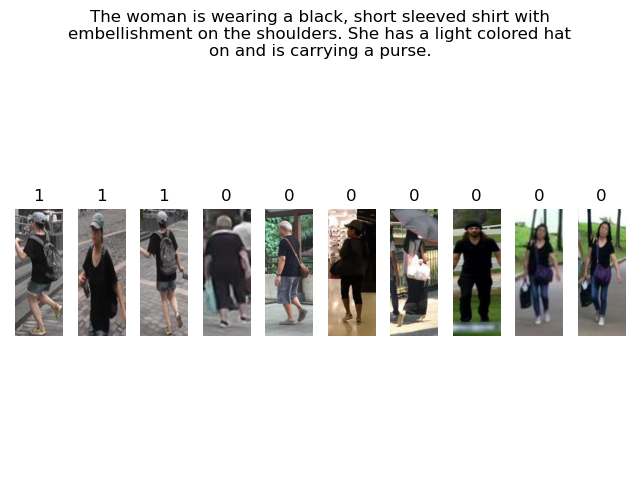 The woman is wearing a black, short sleeved shirt with
embellishment on the shoulders. She has a light colored hat
on and is carrying a purse.
1 1 1 0 0 0 0 0 0 0